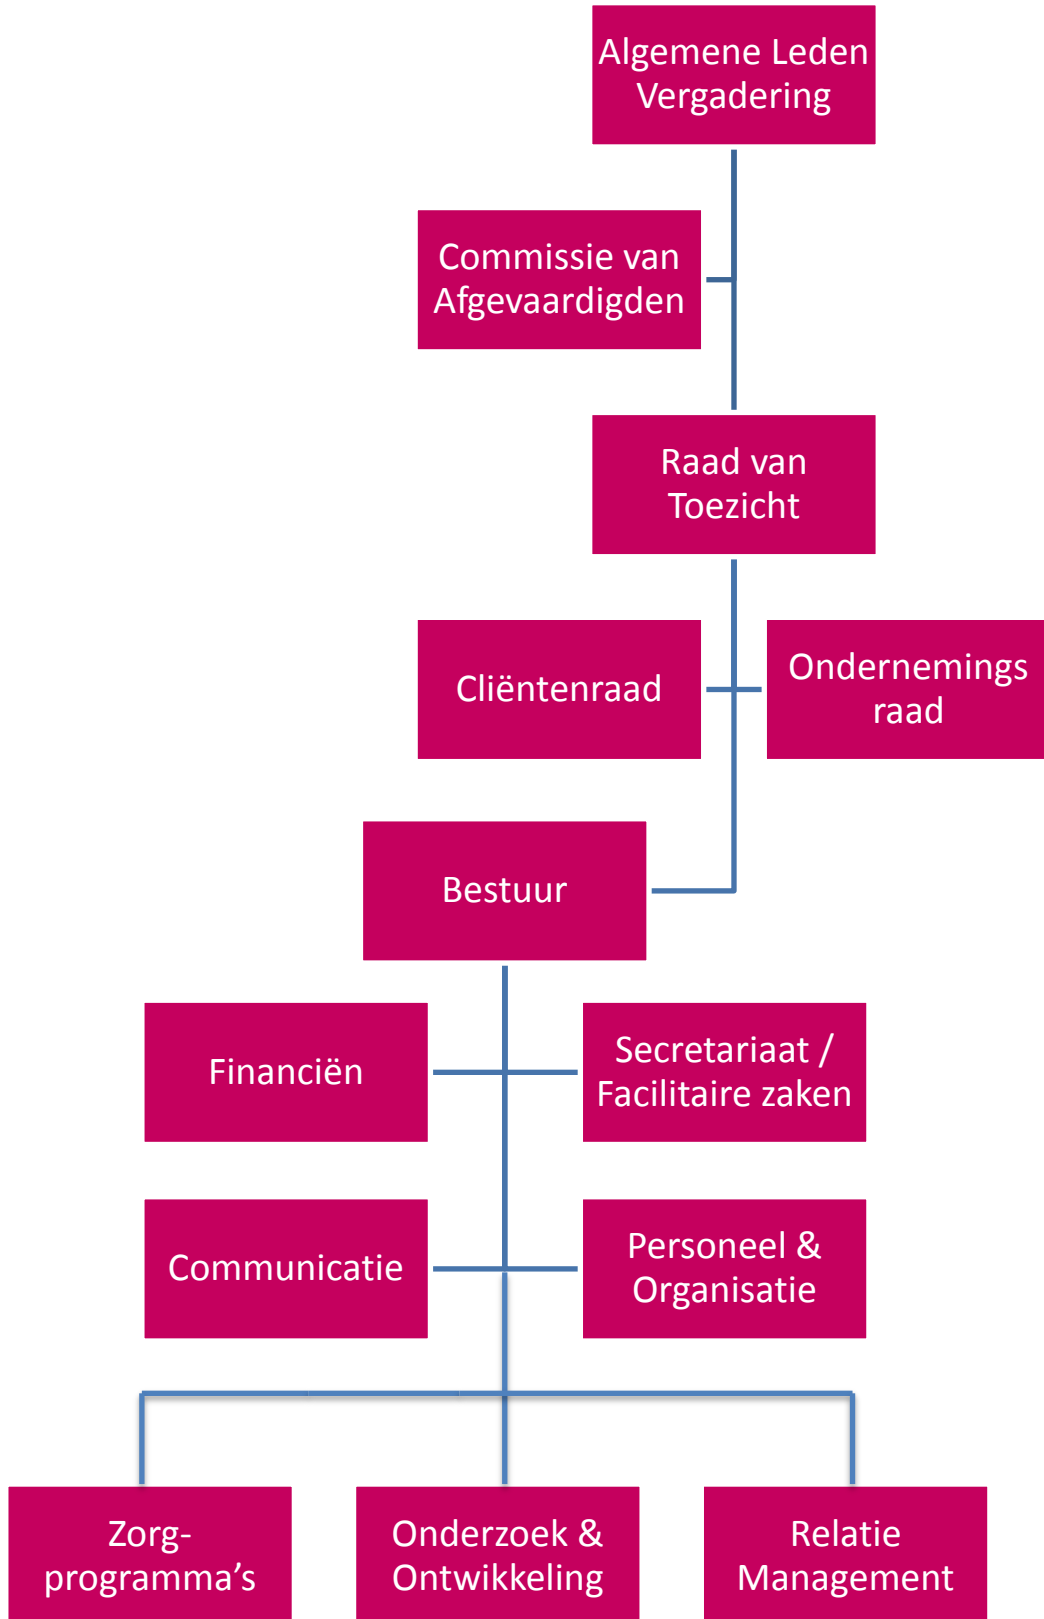 Algemene Leden
Vergadering
Commissie van
Afgevaardigden
Raad van
Toezicht
Cliëntenraad
Ondernemings
raad
Bestuur
Financiën
Secretariaat /
Facilitaire zaken
Communicatie
Personeel &
Organisatie
Zorg-
programma’s
Onderzoek &
Ontwikkeling
Relatie
Management